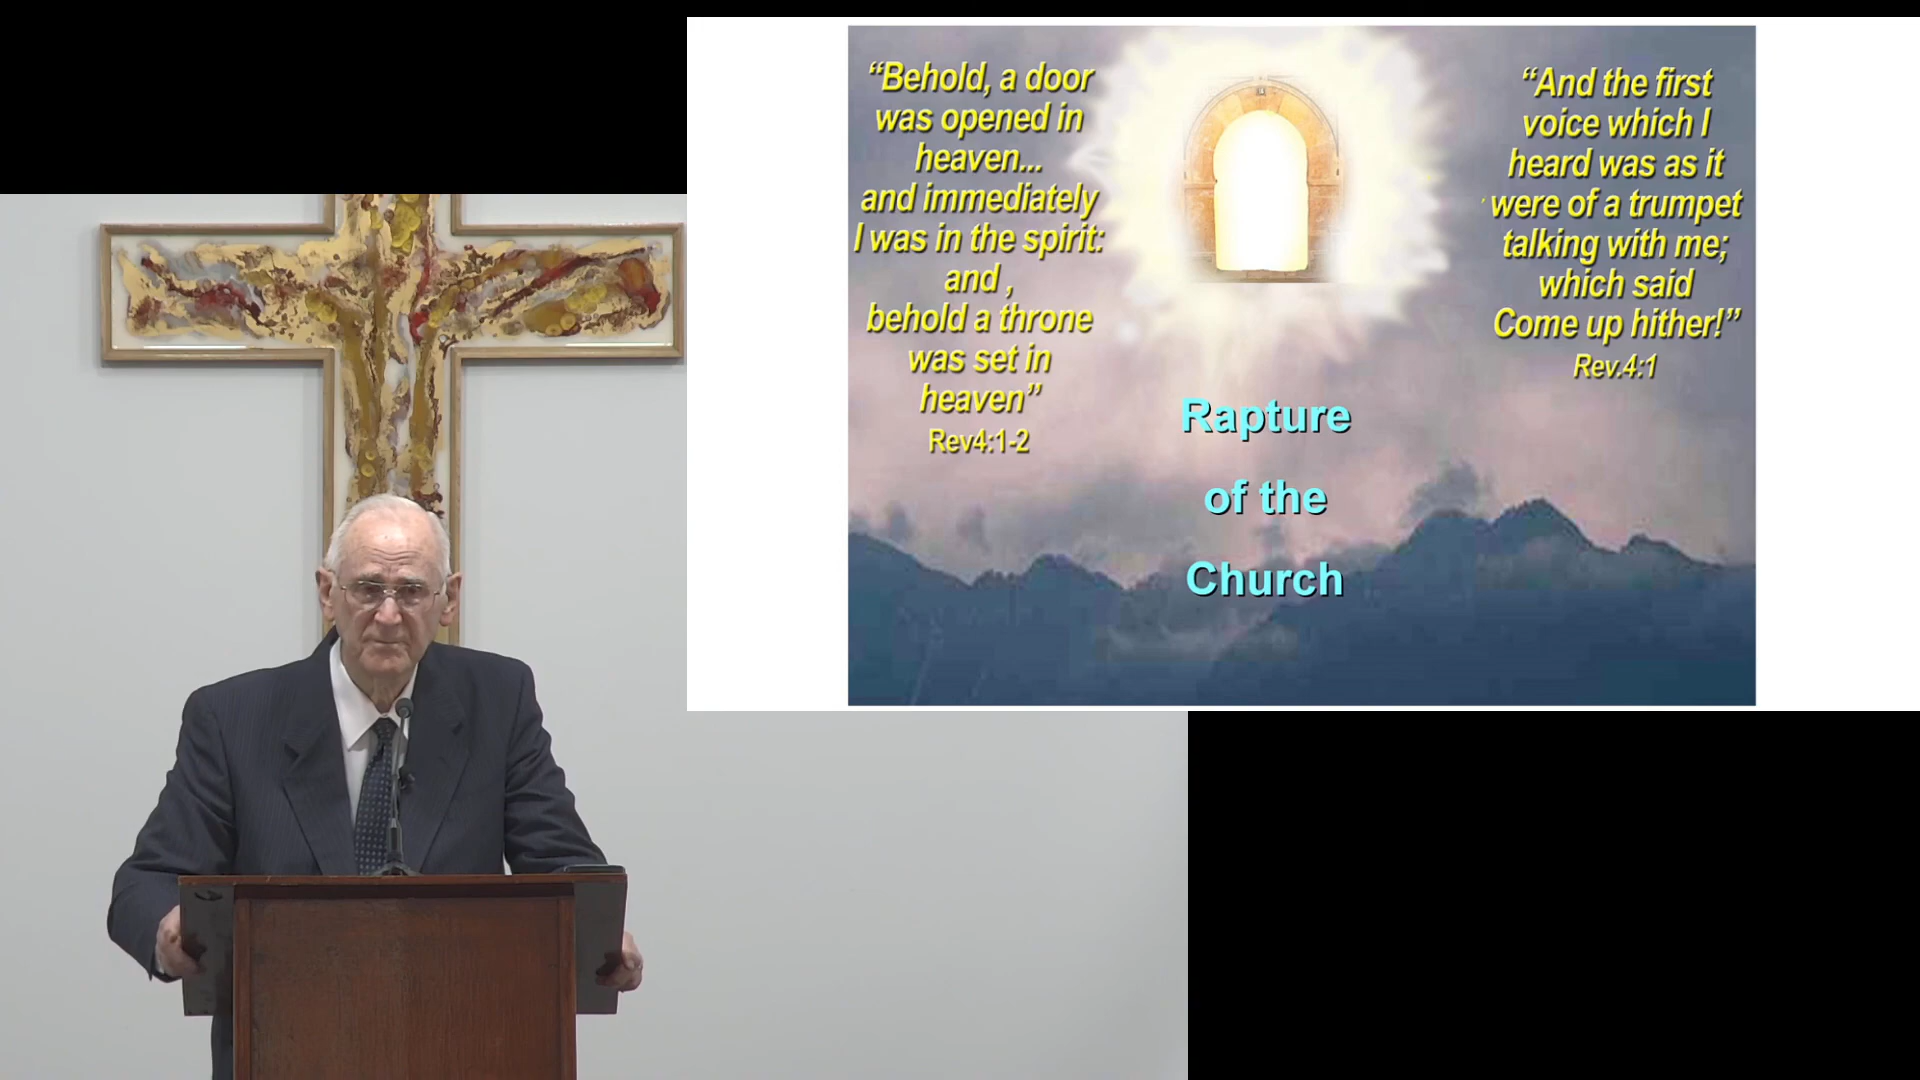 “Behold, a door
was opened in
heaven...
and immediately
I was in the spirit:
and ,
behold a throne
was set in
heaven”
Rev4:1-2
“And the first
voice which I
heard was as it
were of a trumpet
talking with me;
which said
Come up hither!”
Rev.4:1
Rapture
of the
Church